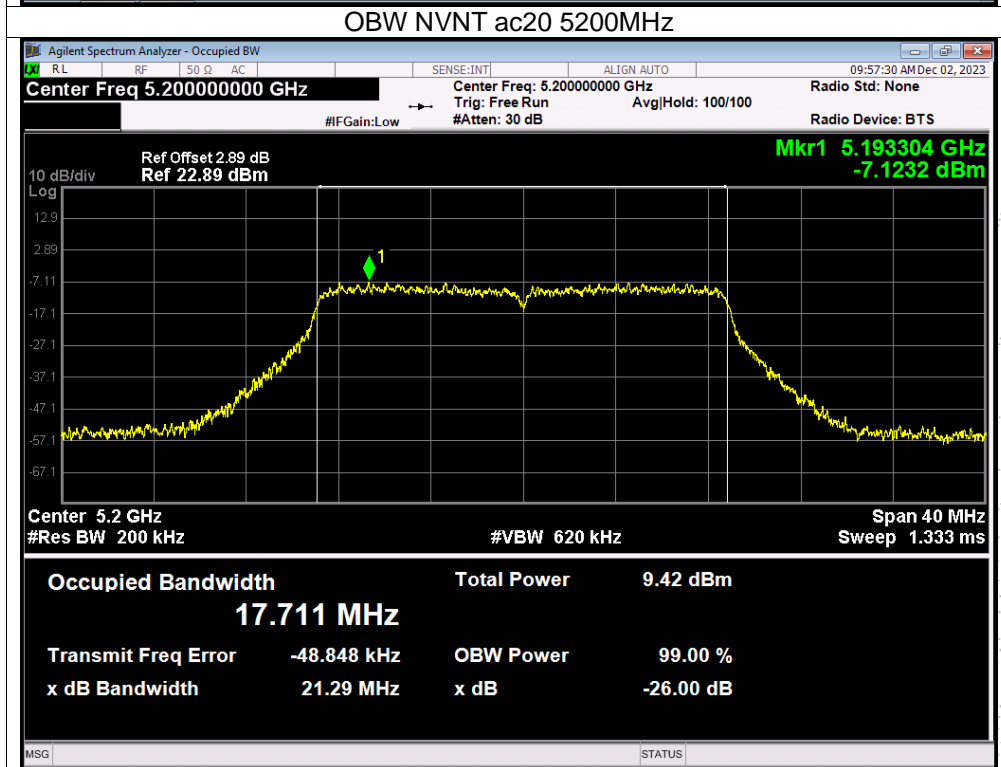 OBW NVNT ac20 5200MHz
Agilent Spectrum Analyzer - Occupied BW
LXI RL RF 50 Ω AC SENSE:INT ALIGN AUTO 09:57:30 AM Dec 02, 2023
Center Freq 5.200000000 GHz Center Freq: 5.200000000 GHz Radio Std: None
Trig: Free Run Avg|Hold: 100/100
#IFGain:Low #Atten: 30 dB Radio Device: BTS
Ref Offset 2.89 dB Mkr1 5.193304 GHz
10 dB/div Ref 22.89 dBm -7.1232 dBm
Log
12.9
2.89
1
-7.11
-17.1
-27.1
-37.1
-47.1
-57.1
-67.1
Center 5.2 GHz Span 40 MHz
#Res BW 200 kHz #VBW 620 kHz Sweep 1.333 ms
Occupied Bandwidth Total Power 9.42 dBm
17.711 MHz
Transmit Freq Error -48.848 kHz OBW Power 99.00 %
x dB Bandwidth 21.29 MHz x dB -26.00 dB
MSG STATUS